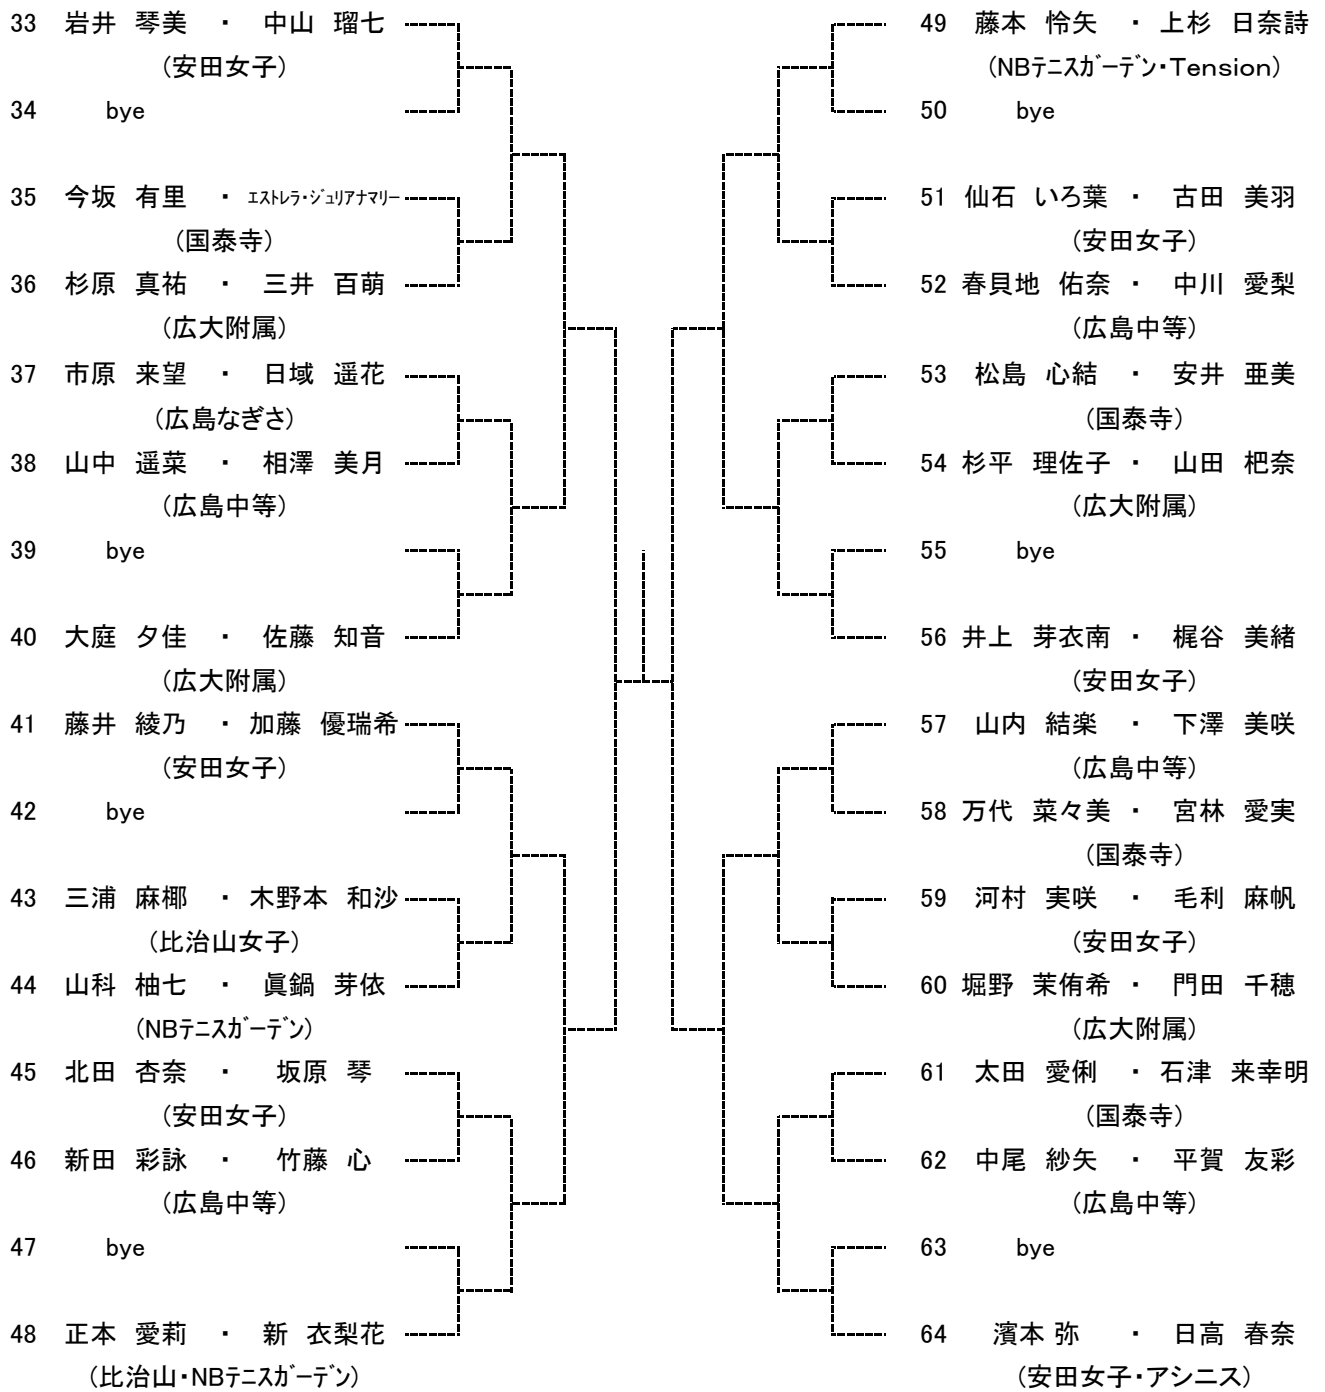 33 岩井 琴美 ・ 中山 瑠七
(安田女子)
34 bye
35 今坂 有里 ・ ｴｽﾄﾚﾗ・ｼﾞｭﾘｱﾅﾏﾘｰ
(国泰寺)
36 杉原 真祐 ・ 三井 百萌
(広大附属)
37 市原 来望 ・ 日域 遥花
(広島なぎさ)
38 山中 遥菜 ・ 相澤 美月
(広島中等)
39 bye
40 大庭 夕佳 ・ 佐藤 知音
(広大附属)
41 藤井 綾乃 ・ 加藤 優瑞希
(安田女子)
42 bye
43 三浦 麻椰 ・ 木野本 和沙
(比治山女子)
44 山科 柚七 ・ 眞鍋 芽依
(NBﾃﾆｽｶﾞｰﾃﾞﾝ)
45 北田 杏奈 ・ 坂原 琴
(安田女子)
46 新田 彩詠 ・ 竹藤 心
(広島中等)
47 bye
48 正本 愛莉 ・ 新 衣梨花
(比治山・NBﾃﾆｽｶﾞｰﾃﾞﾝ)
49 藤本 怜矢 ・ 上杉 日奈詩
(NBﾃﾆｽｶﾞｰﾃﾞﾝ・Tension)
50 bye
51 仙石 いろ葉 ・ 古田 美羽
(安田女子)
52 春貝地 佑奈 ・ 中川 愛梨
(広島中等)
53 松島 心結 ・ 安井 亜美
(国泰寺)
54 杉平 理佐子 ・ 山田 杷奈
(広大附属)
55 bye
56 井上 芽衣南 ・ 梶谷 美緒
(安田女子)
57 山内 結楽 ・ 下澤 美咲
(広島中等)
58 万代 菜々美 ・ 宮林 愛実
(国泰寺)
59 河村 実咲 ・ 毛利 麻帆
(安田女子)
60 堀野 茉侑希 ・ 門田 千穂
(広大附属)
61 太田 愛俐 ・ 石津 来幸明
(国泰寺)
62 中尾 紗矢 ・ 平賀 友彩
(広島中等)
63 bye
64 濱本 弥 ・ 日高 春奈
(安田女子・アシニス)